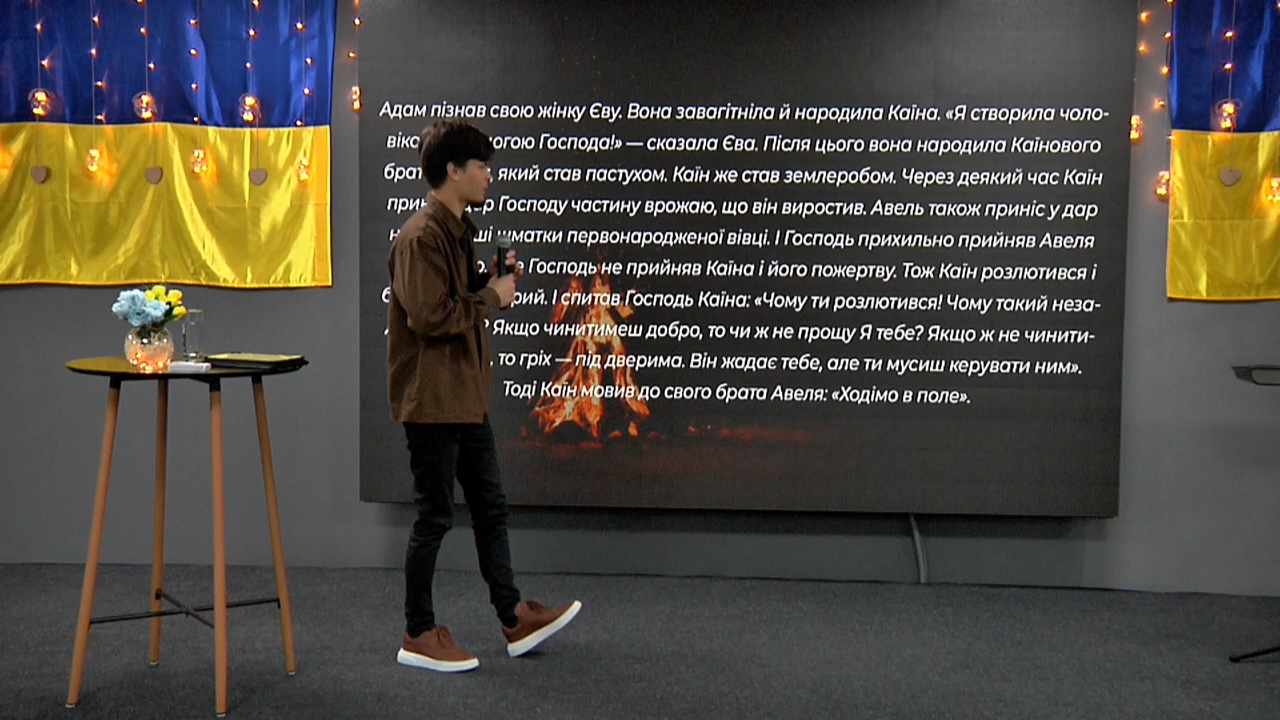 Адам пізнав свою жінку Єву. Вона завагітніла й народила Каїна. «Я створила чоло-
огою Господа!» — сказала Єва. Після цього вона народила Каїнового
який став пастухом. Каїн же став землеробом. Через деякий час Каїн
Господу частину врожаю, що він виростив. Авель також приніс у дар
шматки первонародженої вівці. І Господь прихильно прийняв Авеля
Господь не прийняв Каїна і його пожертву. Тож Каїн розлютився і
І спитав Господь Каїна: «Чому ти розлютився! Чому такий неза-
? Якщо чинитимеш добро, то чи ж не прощу Я тебе? Якщо ж не чинити-
, то гріх — під дверима. Він жадає тебе, але ти мусиш керувати ним».
Тоді Каїн мовив до свого брата Авеля: «Ходімо в поле».